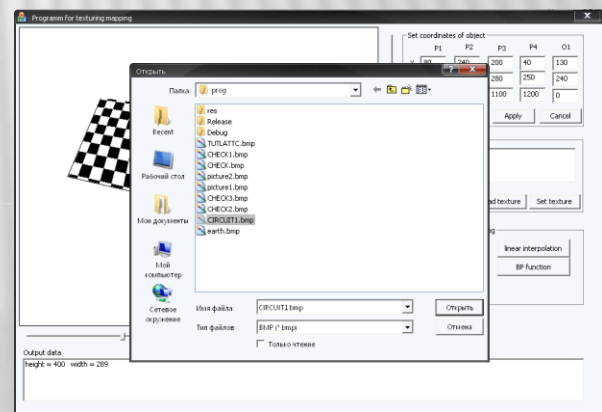 Programm for texturing mapping
Set coordinates of object
P1 P2 P3 P4 O1
200 40 130
280 250 240
1100 1200 0
Apply Cancel
Открыть
Папка: prog
Recent
Рабочий стол
Мои документы
Мой компьютер
Сетевое окружение
res
Release
Debug
TUTLATTC.bmp
CHECK1.bmp
CHECK.bmp
picture2.bmp
picture1.bmp
CHECK3.bmp
CHECK2.bmp
CIRCUIT1.bmp
earth.bmp
Имя файла: CIRCUIT1.bmp Открыть
Тип файлов: BMP (*.bmp) Отмена
Только чтение
Set texture
linear interpolation
BP function
Output data
height = 400 width = 289